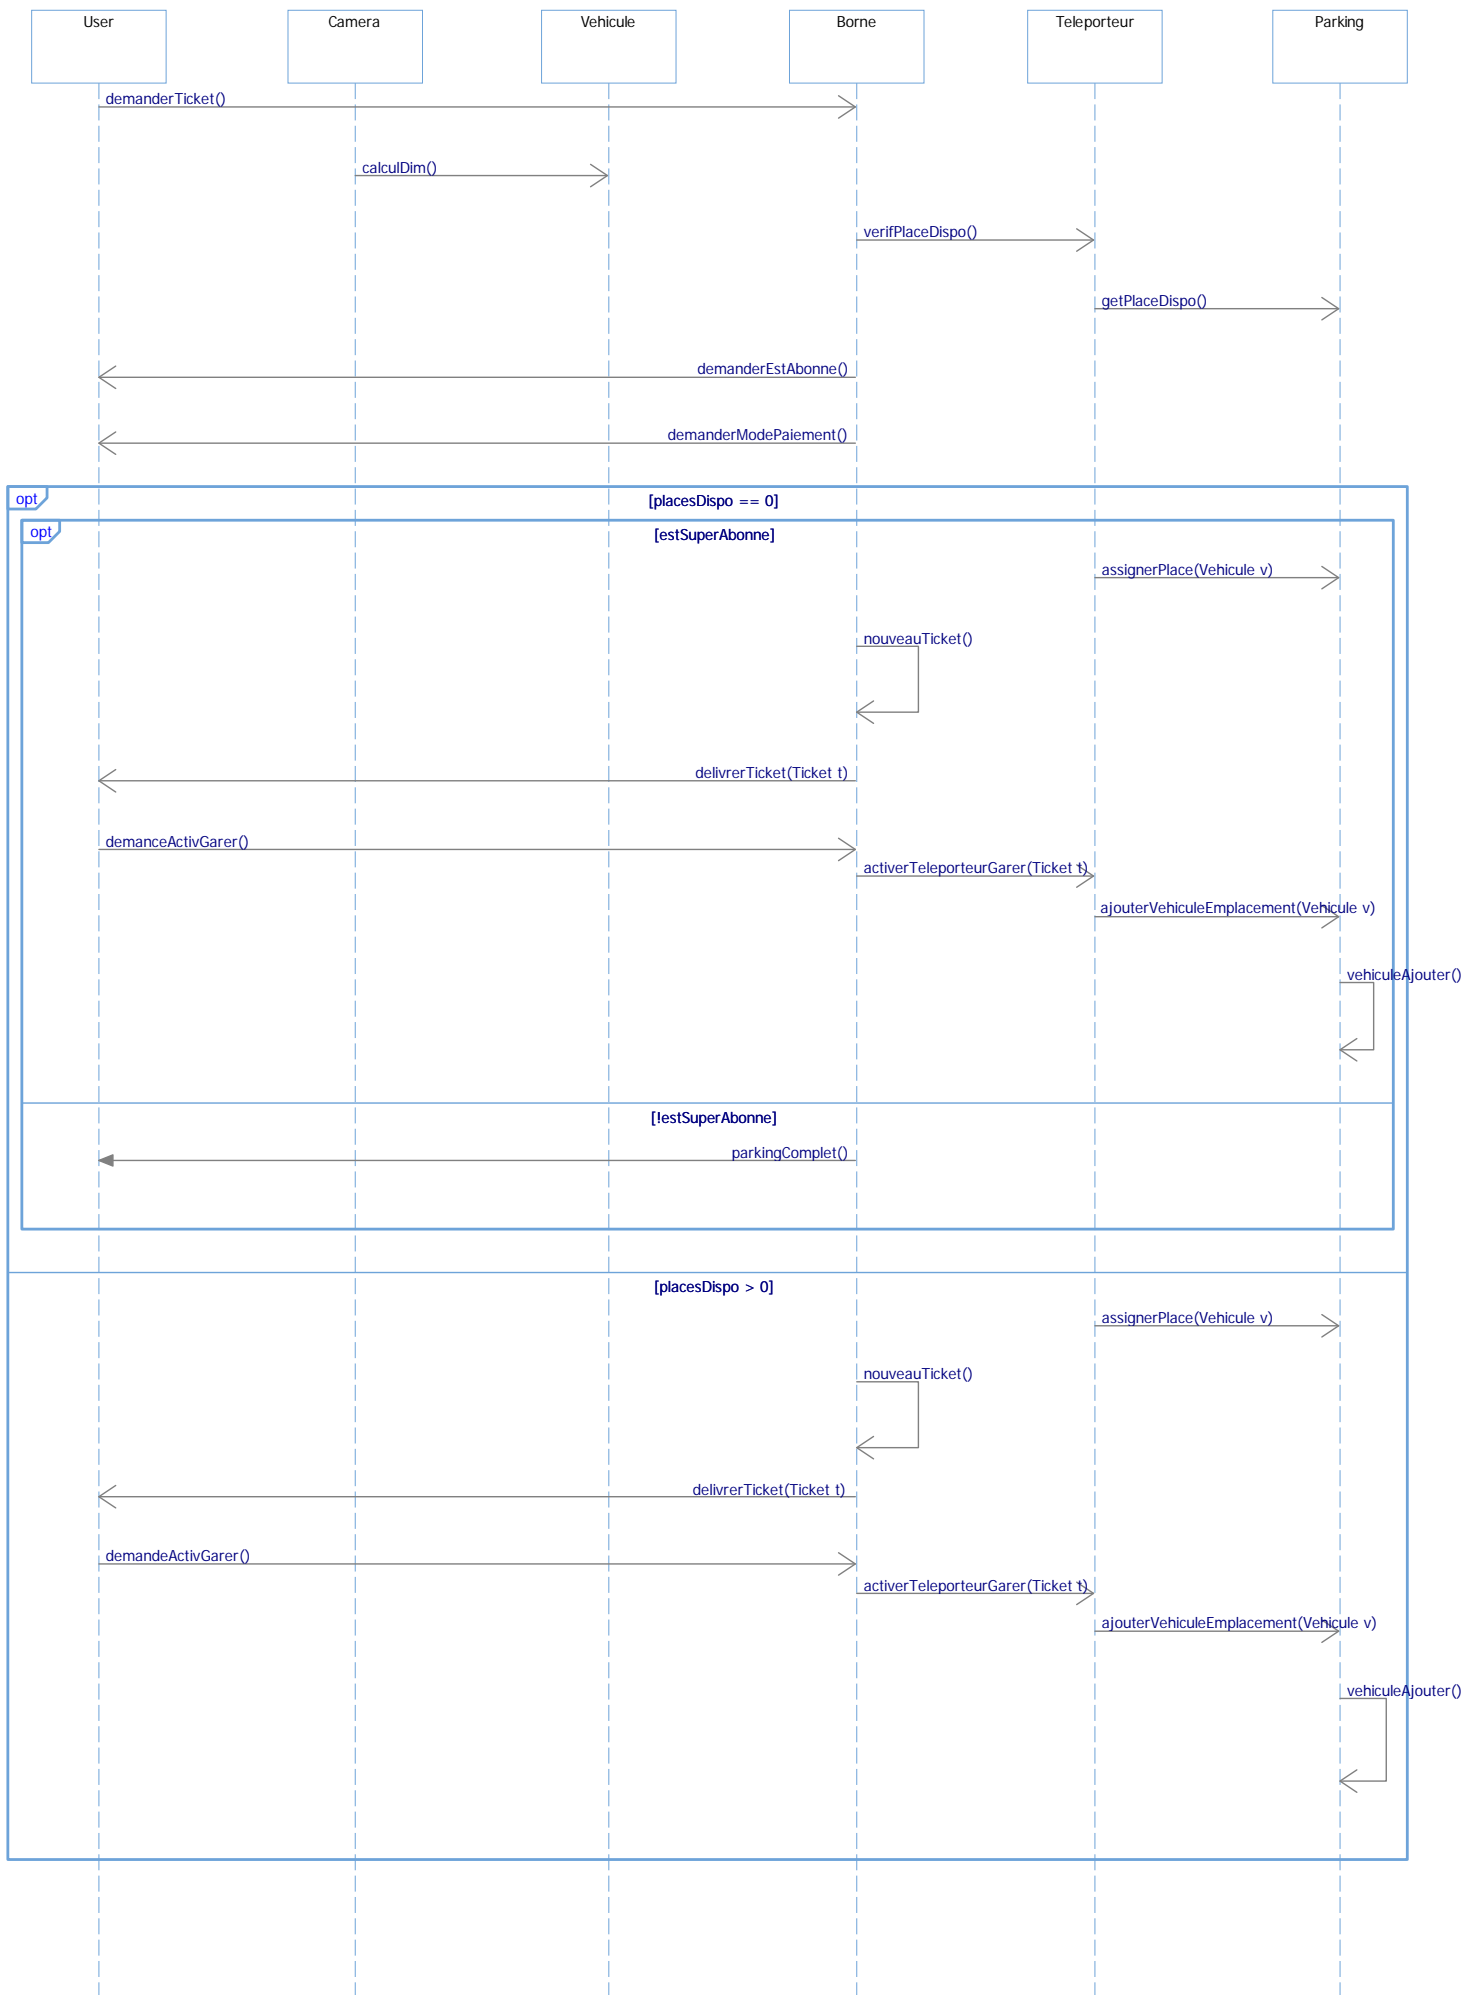 User
Camera
Vehicule
Borne
Teleporteur
Parking
demanderTicket()
calculDim()
verifPlaceDispo()
getPlaceDispo()
demanderEstAbonne()
demanderModePaiement()
opt
[placesDispo == 0]
opt
[estSuperAbonne]
assignerPlace(Vehicule v)
nouveauTicket()
delivrerTicket(Ticket t)
demanceActivGarer()
activerTeleporteurGarer(Ticket t)
ajouterVehiculeEmplacement(Vehicule v)
vehiculeAjouter()
[!estSuperAbonne]
parkingComplet()
[placesDispo > 0]
assignerPlace(Vehicule v)
nouveauTicket()
delivrerTicket(Ticket t)
demandeActivGarer()
activerTeleporteurGarer(Ticket t)
ajouterVehiculeEmplacement(Vehicule v)
vehiculeAjouter()